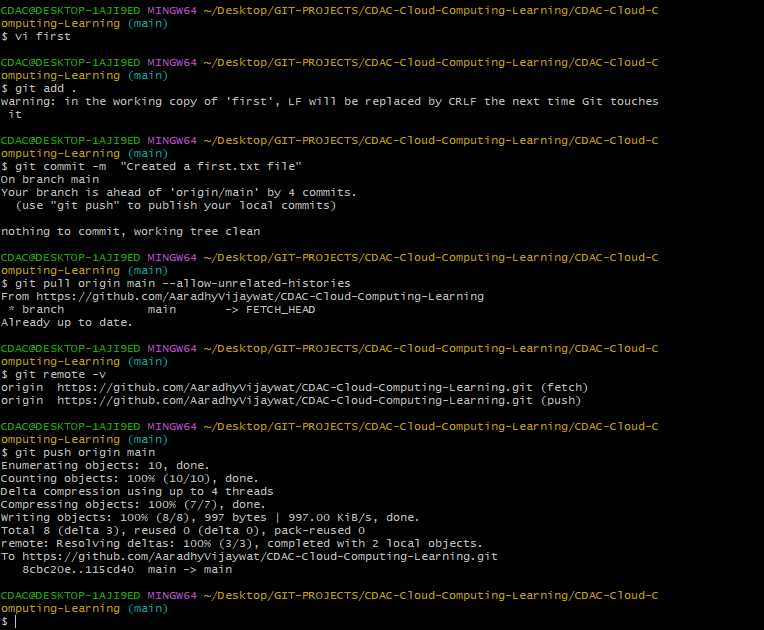 CDAC@DESKTOP-1AJI9ED MINGW64 ~/Desktop/GIT-PROJECTS/CDAC-Cloud-Computing-Learning/CDAC-Cloud-C
omputing-Learning (main)
$ vi first
CDAC@DESKTOP-1AJI9ED MINGW64 ~/Desktop/GIT-PROJECTS/CDAC-Cloud-Computing-Learning/CDAC-Cloud-C
omputing-Learning (main)
$ git add .
warning: in the working copy of 'first', LF will be replaced by CRLF the next time Git touches
 it
CDAC@DESKTOP-1AJI9ED MINGW64 ~/Desktop/GIT-PROJECTS/CDAC-Cloud-Computing-Learning/CDAC-Cloud-C
omputing-Learning (main)
$ git commit -m  "Created a first.txt file"
On branch main
Your branch is ahead of 'origin/main' by 4 commits.
  (use "git push" to publish your local commits)
nothing to commit, working tree clean
CDAC@DESKTOP-1AJI9ED MINGW64 ~/Desktop/GIT-PROJECTS/CDAC-Cloud-Computing-Learning/CDAC-Cloud-C
omputing-Learning (main)
$ git pull origin main --allow-unrelated-histories
From https://github.com/AaradhyVijaywat/CDAC-Cloud-Computing-Learning
 * branch            main       -> FETCH_HEAD
Already up to date.
CDAC@DESKTOP-1AJI9ED MINGW64 ~/Desktop/GIT-PROJECTS/CDAC-Cloud-Computing-Learning/CDAC-Cloud-C
omputing-Learning (main)
$ git remote -v
origin  https://github.com/AaradhyVijaywat/CDAC-Cloud-Computing-Learning.git (fetch)
origin  https://github.com/AaradhyVijaywat/CDAC-Cloud-Computing-Learning.git (push)
CDAC@DESKTOP-1AJI9ED MINGW64 ~/Desktop/GIT-PROJECTS/CDAC-Cloud-Computing-Learning/CDAC-Cloud-C
omputing-Learning (main)
$ git push origin main
Enumerating objects: 10, done.
Counting objects: 100% (10/10), done.
Delta compression using up to 4 threads
Compressing objects: 100% (7/7), done.
Writing objects: 100% (8/8), 997 bytes | 997.00 KiB/s, done.
Total 8 (delta 3), reused 0 (delta 0), pack-reused 0
remote: Resolving deltas: 100% (3/3), completed with 2 local objects.
To https://github.com/AaradhyVijaywat/CDAC-Cloud-Computing-Learning.git
   8cbc20e..115cd40  main -> main
CDAC@DESKTOP-1AJI9ED MINGW64 ~/Desktop/GIT-PROJECTS/CDAC-Cloud-Computing-Learning/CDAC-Cloud-C
omputing-Learning (main)
$